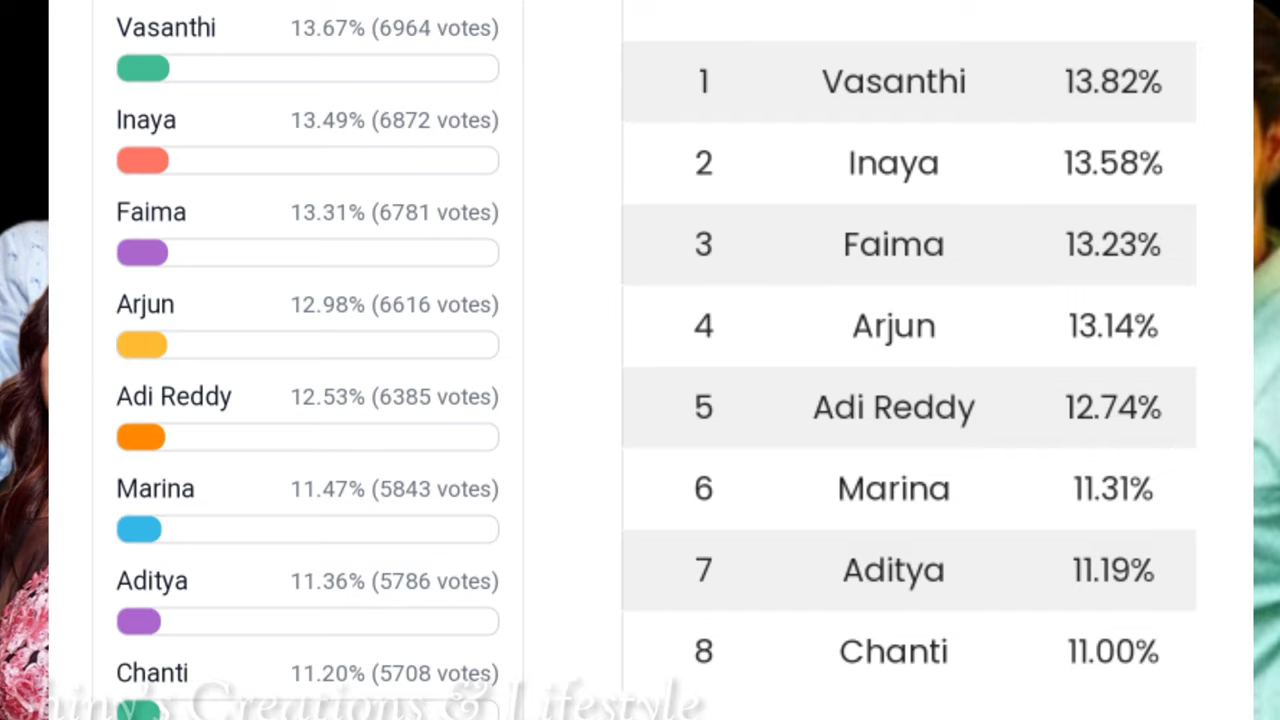 Vasanthi 13.67% (6964 votes)
Inaya 13.49% (6872 votes)
Faima 13.31% (6781 votes)
Arjun 12.98% (6616 votes)
Adi Reddy 12.53% (6385 votes)
Marina 11.47% (5843 votes)
Aditya 11.36% (5786 votes)
Chanti 11.20% (5708 votes)
1 Vasanthi 13.82%
2 Inaya 13.58%
3 Faima 13.23%
4 Arjun 13.14%
5 Adi Reddy 12.74%
6 Marina 11.31%
7 Aditya 11.19%
8 Chanti 11.00%
Shiny's Creations & Lifestyle